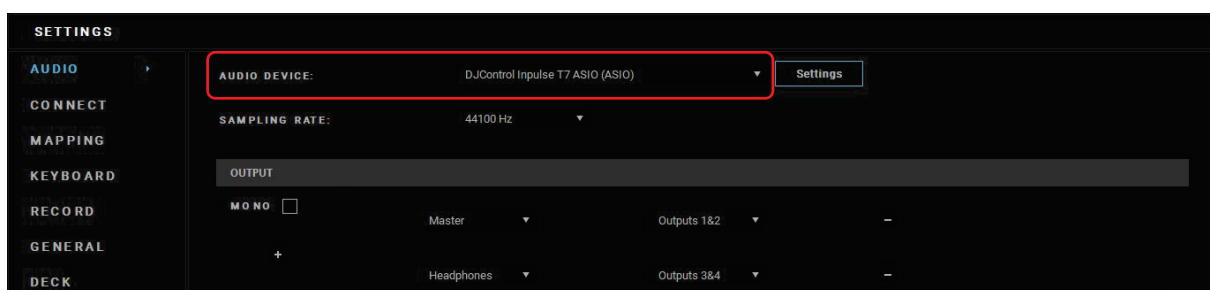 SETTINGS
AUDIO
AUDIO DEVICE: DJControl Inpulse T7 ASIO (ASIO) Settings
CONNECT
SAMPLING RATE: 44100 Hz
MAPPING
KEYBOARD
OUTPUT
RECORD
MONO
Master Outputs 1&2 –
GENERAL
+
DECK
Headphones Outputs 3&4 –